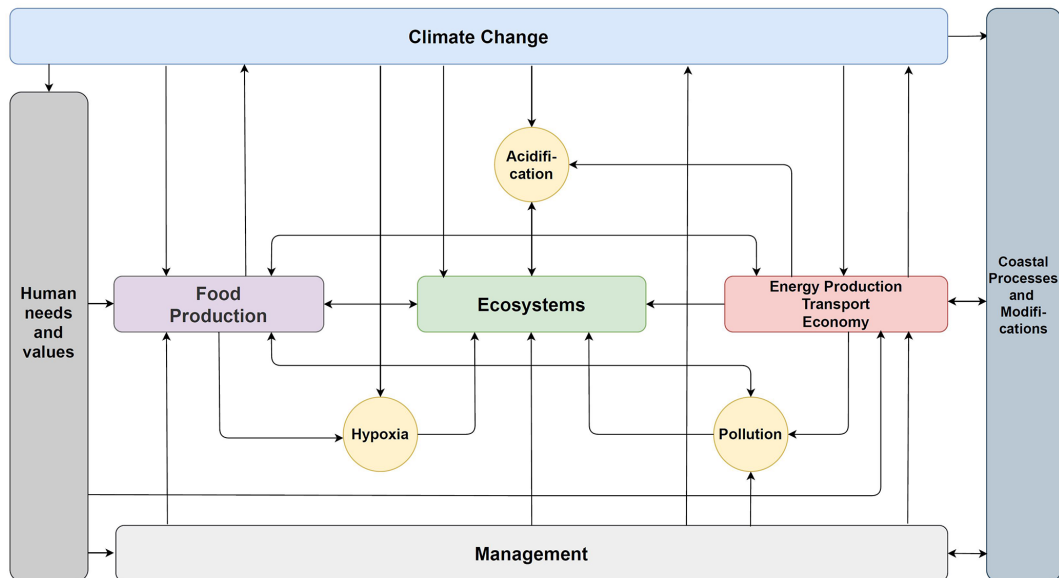 Climate Change
Acidifi-
cation
Human
needs
and
values
Food
Production
Ecosystems
Energy Production
Transport
Economy
Coastal
Processes
and
Modifi-
cations
Hypoxia
Pollution
Management